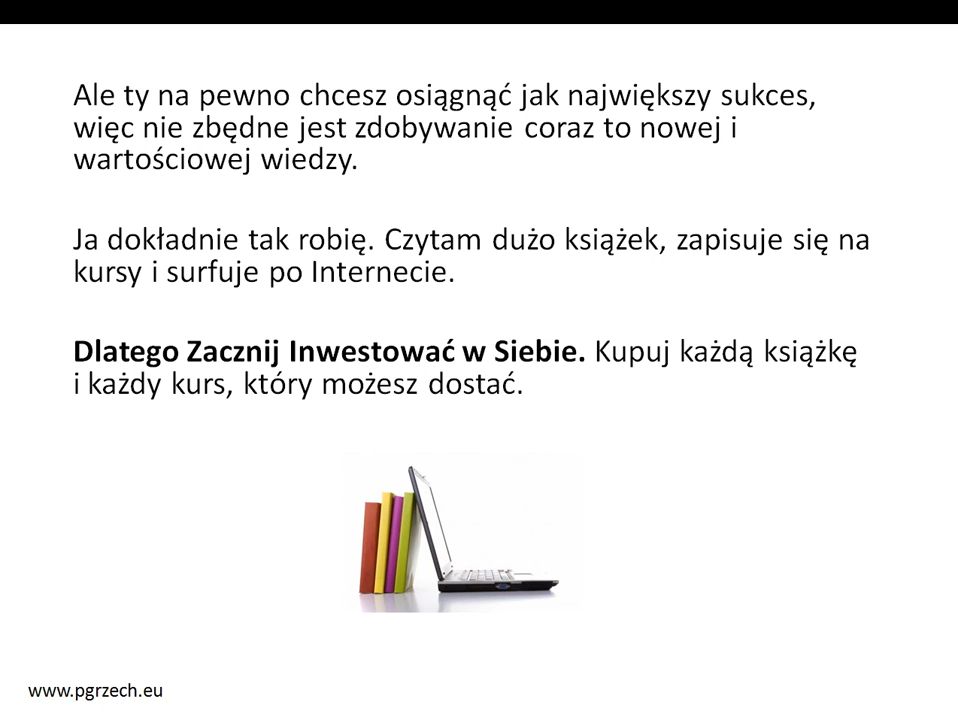 Ale ty na pewno chcesz osiągnąć jak największy sukces,
więc nie zbędne jest zdobywanie coraz to nowej i
wartościowej wiedzy.
Ja dokładnie tak robię. Czytam dużo książek, zapisuje się na
kursy i surfuje po Internecie.
Dlatego Zacznij Inwestować w Siebie. Kupuj każdą książkę
i każdy kurs, który możesz dostać.
www.pgrzech.eu